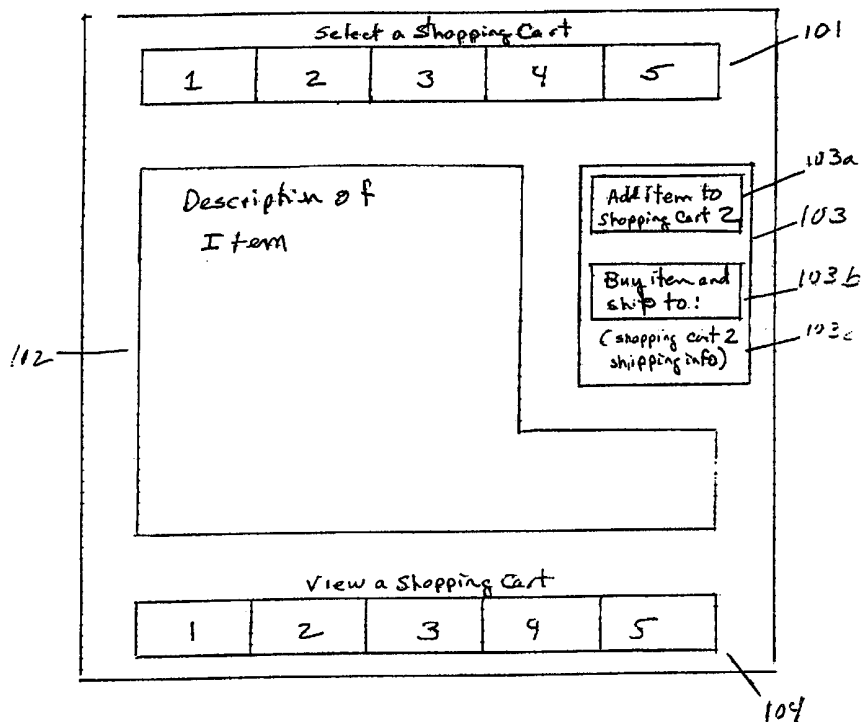 Select a Shopping Cart
101
1 2 3 4 5
103a
Description of
Item
Add Item to
Shopping Cart 2
103
Buy item and
ship to:
103b
(shopping cart 2
shipping info)
103c
102
View a Shopping Cart
1 2 3 4 5
104